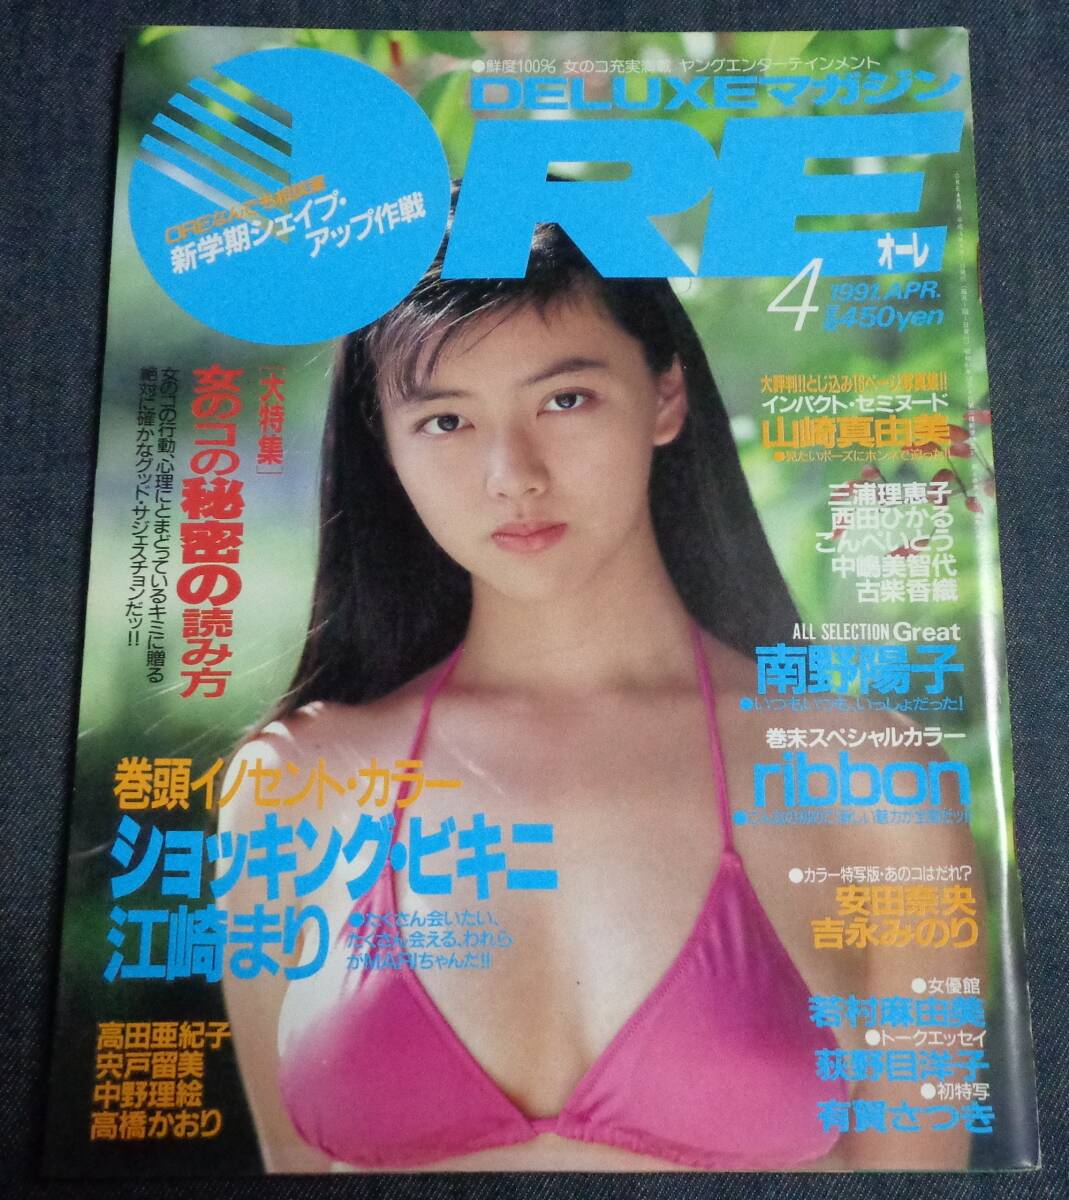 ●鮮度100% 女のコ充実満載 ヤングエンターテインメント
DELUXEマガジン
ORE
オーレ
4
1991.APR.
定価450yen
OREなんでも相談室
新学期シェイプ・
アップ作戦
[大特集]
女のコの秘密の読み方
女のコの行動、心理にとまどっているキミに贈る
絶対に確かなグッド・サジェスチョンだッ!!
大評判!!とじ込み16ページ写真集!!
インパクト・セミヌード
山崎真由美
●見たいポーズにホンネで迫った!!
三浦理恵子
西田ひかる
こんぺいとう
中嶋美智代
古柴香織
ALL SELECTION Great
南野陽子
●いつもいつも、いっしょだった!
巻末スペシャルカラー
ribbon
巻頭イノセント・カラー
ショッキング・ビキニ
江崎まり
●たくさん会いたい、
たくさん会える、われら
がMARIちゃんだ!!
●カラー特写版・あのコはだれ?
安田奈央
吉永みのり
●女優館
若村麻由美
●トークエッセイ
荻野目洋子
●初特写
有賀さつき
高田亜紀子
宍戸留美
中野理絵
高橋かおり